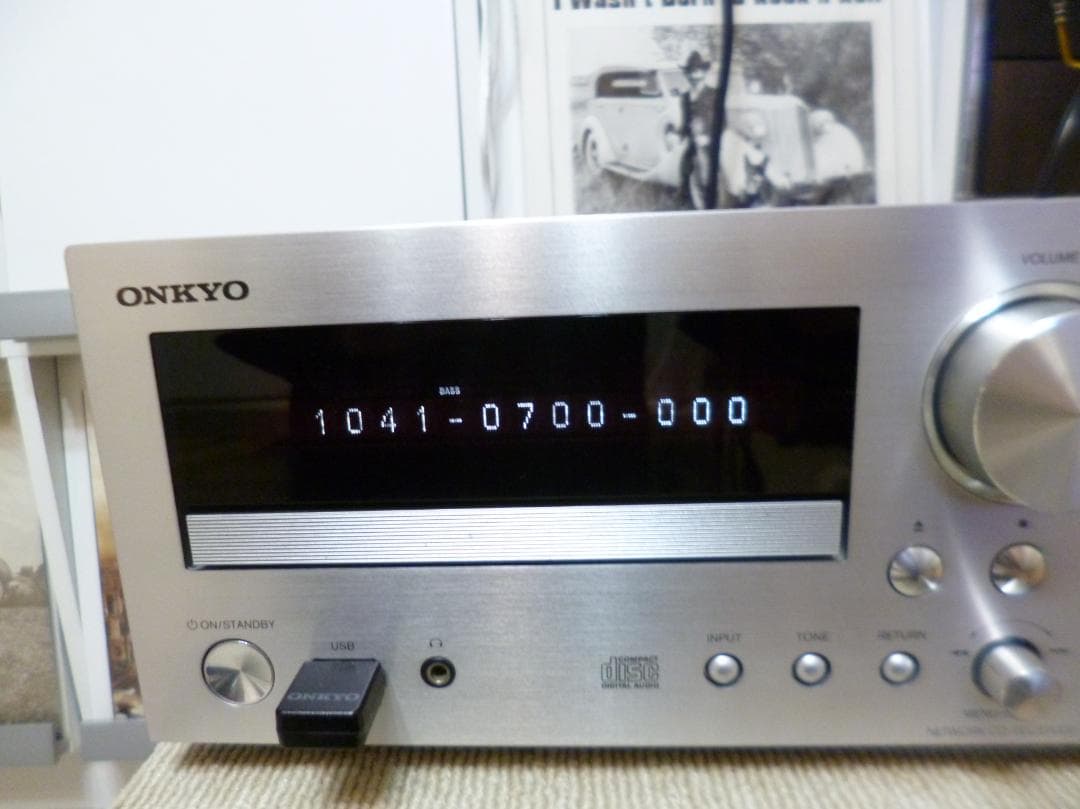 VOLUME
ONKYO
BASS
1041-0700-000
ON/STANDBY
USB
ONKYO
COMPACT
disc
DIGITAL AUDIO
INPUT
TONE
RETURN